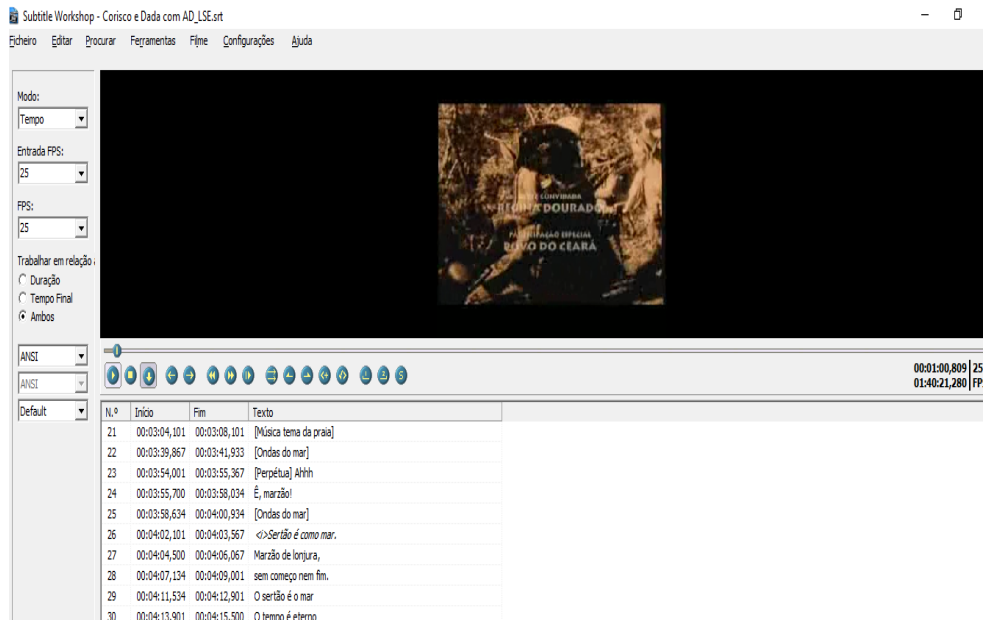 Subtitle Workshop - Corisco e Dada com AD_LSE.srt
Ficheiro Editar Procurar Ferramentas Filme Configurações Ajuda
Modo:
Tempo
Entrada FPS:
25
FPS:
25
Trabalhar em relação
Duração
Tempo Final
Ambos
ANSI
ANSI
Default
CONVIDADA
REGINA DOURADO
PARTICIPAÇÃO ESPECIAL
POVO DO CEARÁ
00:01:00,809 25
01:40:21,280 FP
N.º Início Fim Texto
21 00:03:04,101 00:03:08,101 [Música tema da praia]
22 00:03:39,867 00:03:41,933 [Ondas do mar]
23 00:03:54,001 00:03:55,367 [Perpétua] Ahhh
24 00:03:55,700 00:03:58,034 Ê, marzão!
25 00:03:58,634 00:04:00,934 [Ondas do mar]
26 00:04:02,101 00:04:03,567 <i>Sertão é como mar.
27 00:04:04,500 00:04:06,067 Marzão de lonjura,
28 00:04:07,134 00:04:09,001 sem começo nem fim.
29 00:04:11,534 00:04:12,901 O sertão é o mar
30 00:04:13,901 00:04:15,500 O tempo é eterno